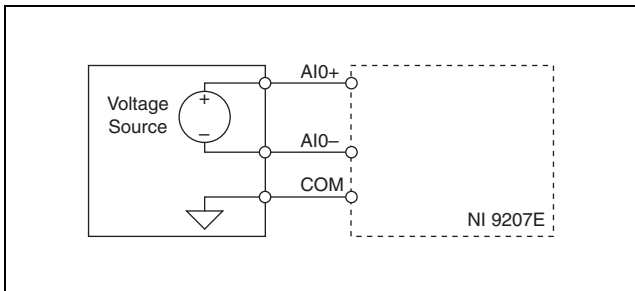 AI0+
Voltage
Source
+
–
AI0–
COM
NI 9207E